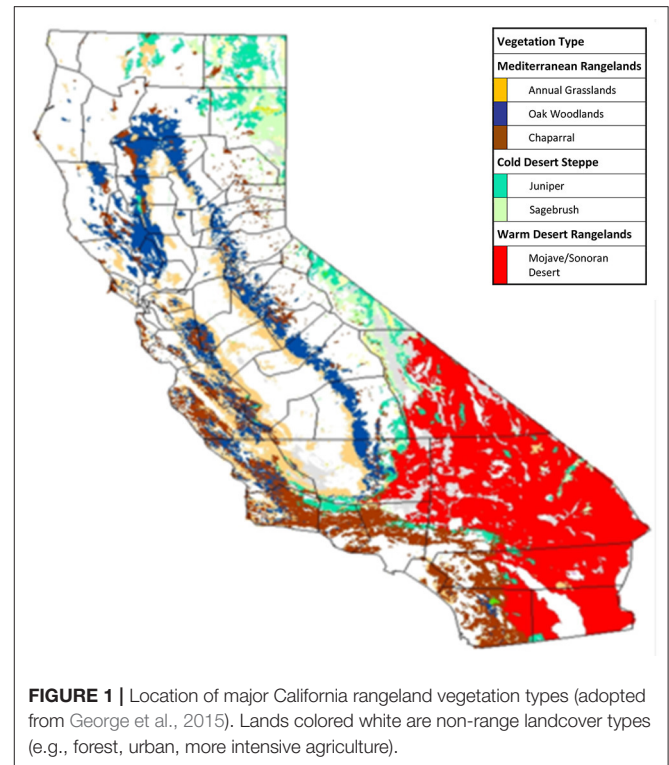 Vegetation Type
Mediterranean Rangelands
Annual Grasslands
Oak Woodlands
Chaparral
Cold Desert Steppe
Juniper
Sagebrush
Warm Desert Rangelands
Mojave/Sonoran
Desert
FIGURE 1 | Location of major California rangeland vegetation types (adopted
from George et al., 2015). Lands colored white are non-range landcover types
(e.g., forest, urban, more intensive agriculture).